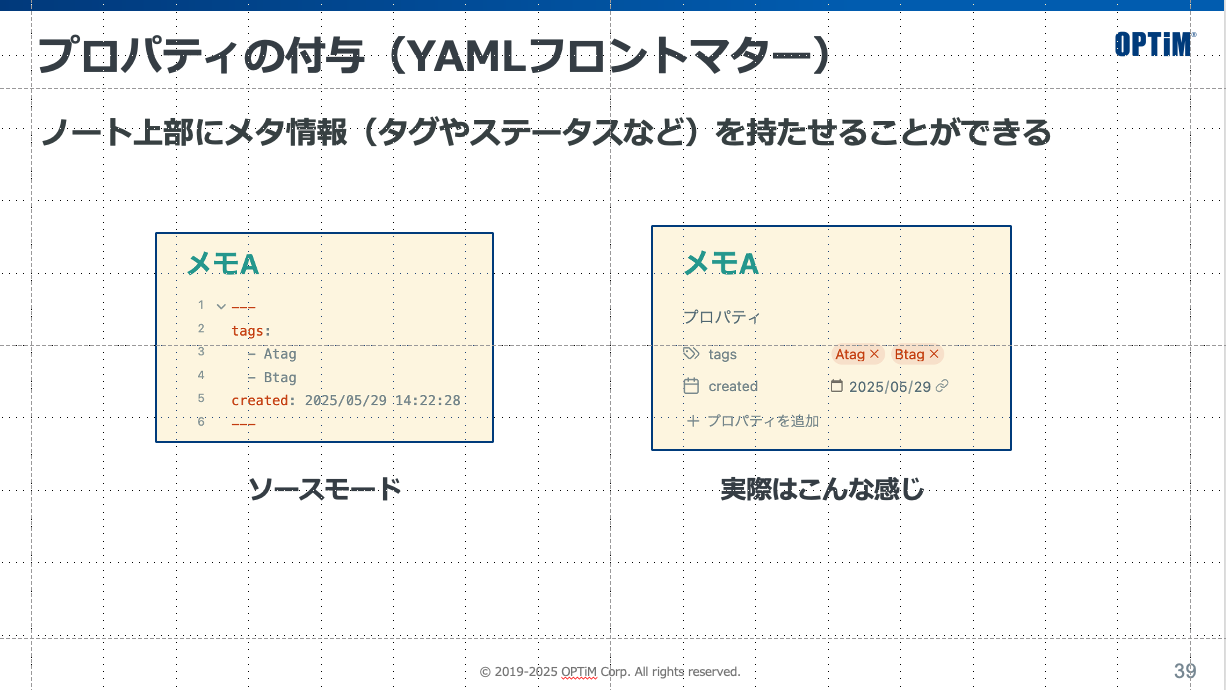 プロパティの付与（YAMLフロントマター）
OPTiM®
ノート上部にメタ情報（タグやステータスなど）を持たせることができる
メモA
1 ---
2 tags:
3 - Atag
4 - Btag
5 created: 2025/05/29 14:22:28
6 ---
ソースモード
メモA
プロパティ
tags Atag × Btag ×
created 2025/05/29
＋ プロパティを追加
実際はこんな感じ
© 2019-2025 OPTiM Corp. All rights reserved.
39